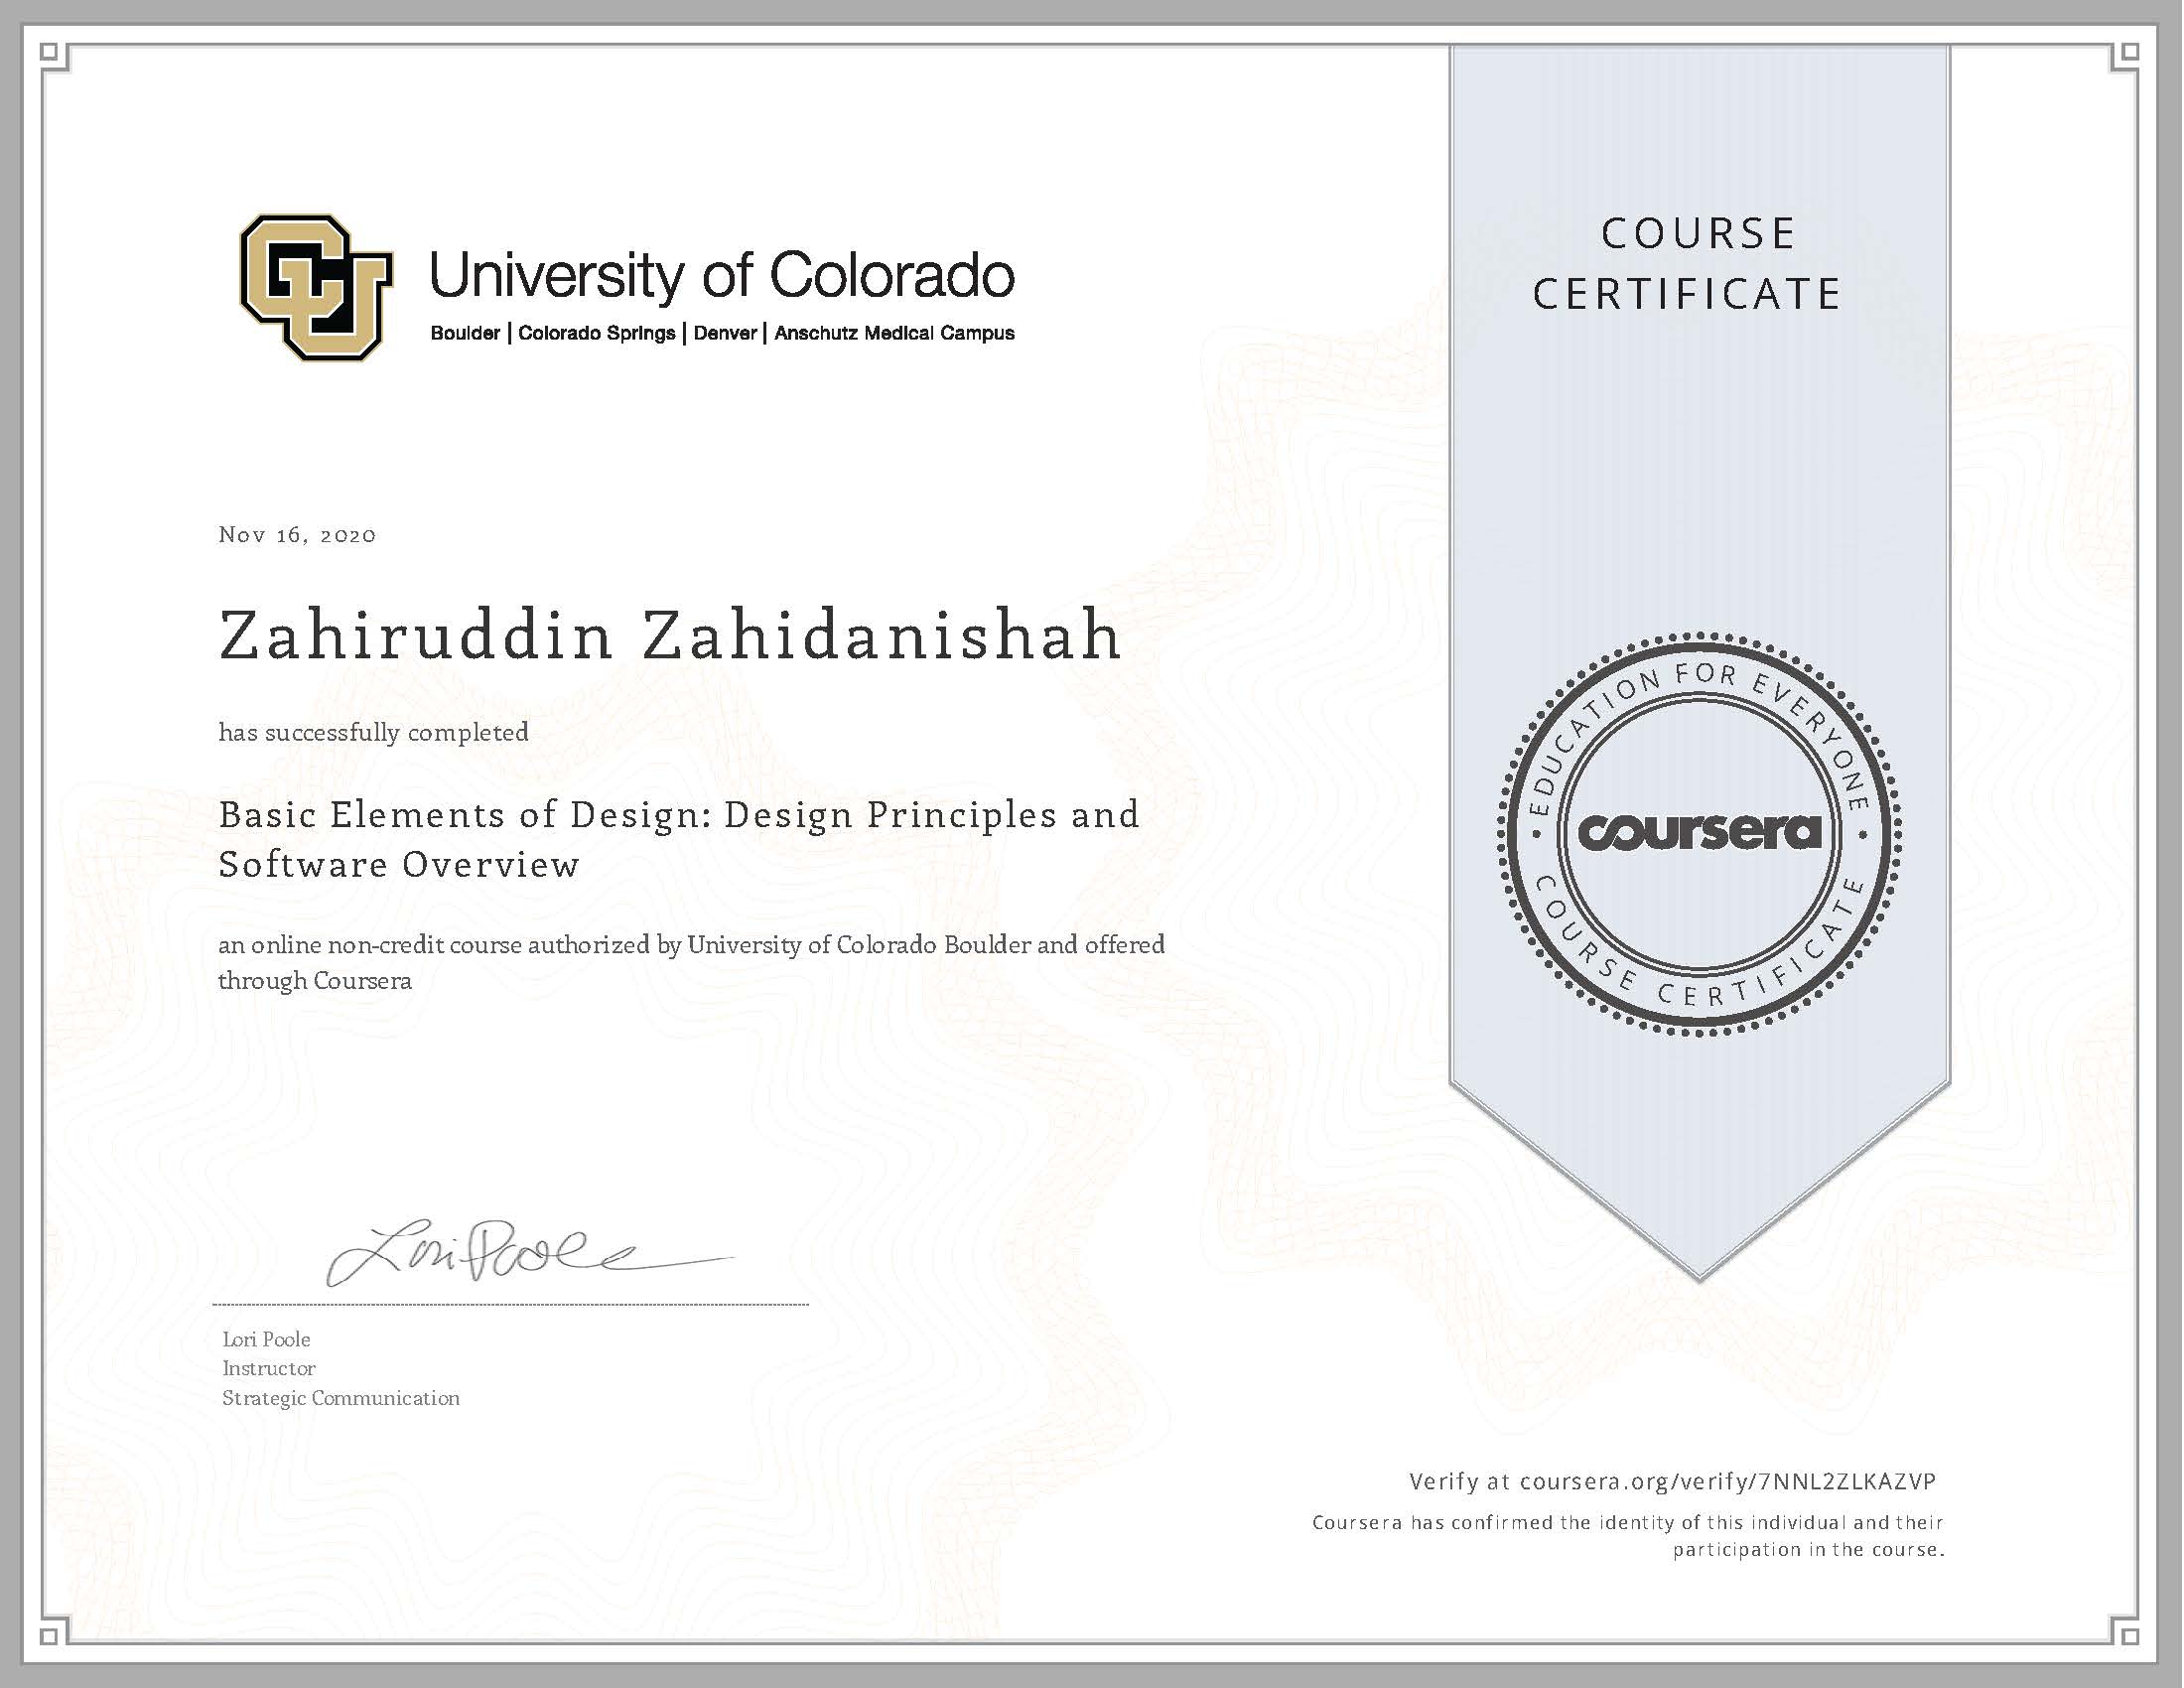 CU University of Colorado
Boulder | Colorado Springs | Denver | Anschutz Medical Campus
COURSE
CERTIFICATE
Nov 16, 2020
Zahiruddin Zahidanishah
has successfully completed
Basic Elements of Design: Design Principles and
Software Overview
an online non-credit course authorized by University of Colorado Boulder and offered
through Coursera
EDUCATION FOR EVERYONE
coursera
COURSE CERTIFICATE
Lori Poole
Lori Poole
Instructor
Strategic Communication
Verify at coursera.org/verify/7NNL2ZLKAZVP
Coursera has confirmed the identity of this individual and their
participation in the course.